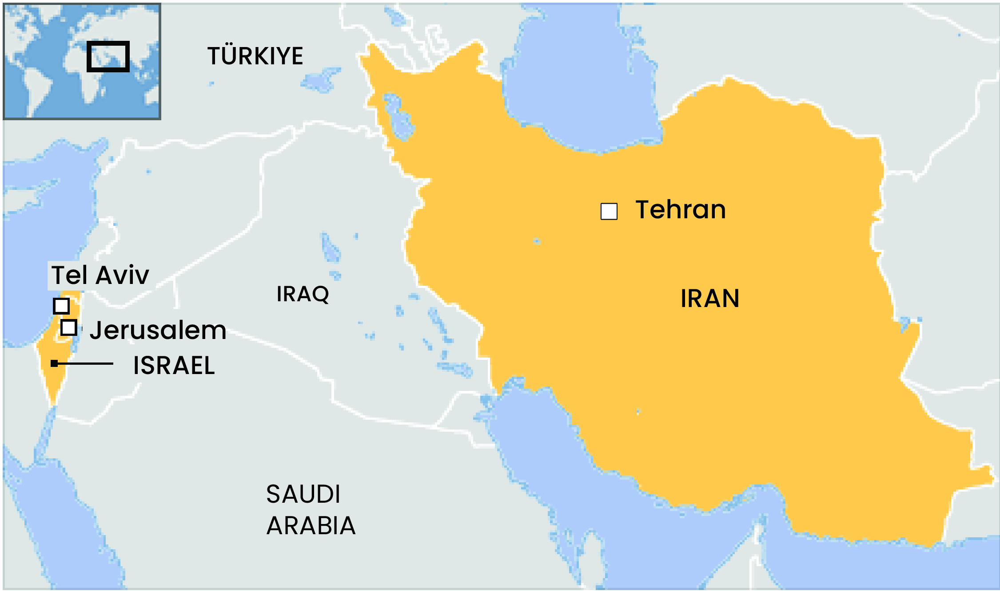 TÜRKIYE
Tehran
Tel Aviv
IRAQ
IRAN
Jerusalem
ISRAEL
SAUDI
ARABIA